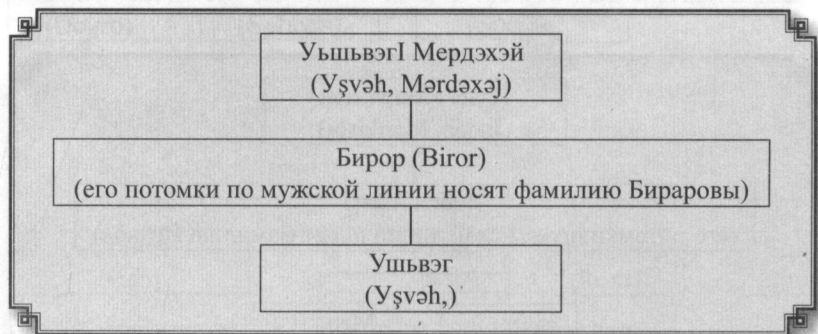 УьшьвэгI Мердэхэй
(Yşvəh, Mərdəxəj)
Бирор (Biror)
(его потомки по мужской линии носят фамилию Бираровы)
Ушьвэг
(Yşvəh,)